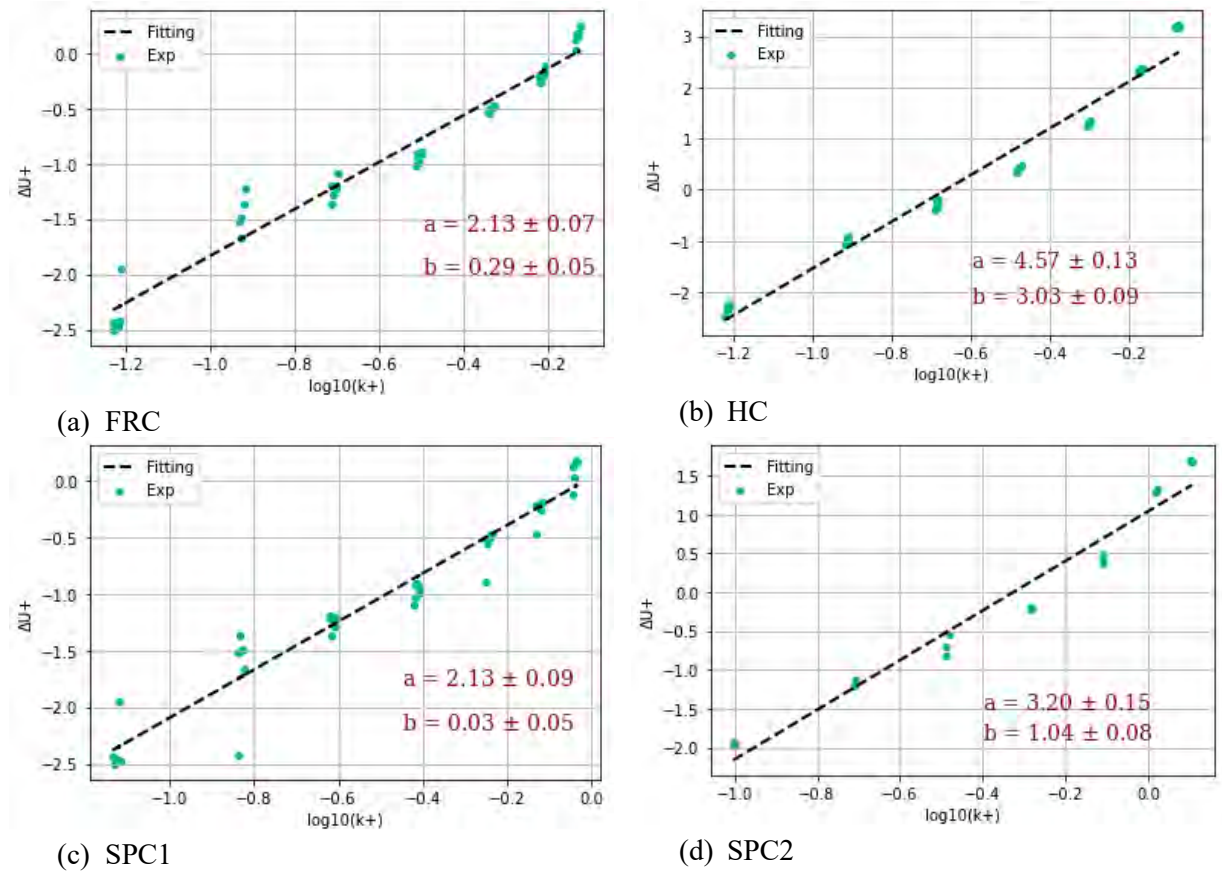 Fitting
Exp
0.0
−0.5
−1.0
−1.5
−2.0
−2.5
ΔU+
a = 2.13 ± 0.07
b = 0.29 ± 0.05
−1.2 −1.0 −0.8 −0.6 −0.4 −0.2
log10(k+)
(a) FRC
Fitting
Exp
3
2
1
0
−1
−2
ΔU+
a = 4.57 ± 0.13
b = 3.03 ± 0.09
−1.2 −1.0 −0.8 −0.6 −0.4 −0.2
log10(k+)
(b) HC
Fitting
Exp
0.0
−0.5
−1.0
−1.5
−2.0
−2.5
ΔU+
a = 2.13 ± 0.09
b = 0.03 ± 0.05
−1.0 −0.8 −0.6 −0.4 −0.2 0.0
log10(k+)
(c) SPC1
Fitting
Exp
1.5
1.0
0.5
0.0
−0.5
−1.0
−1.5
−2.0
ΔU+
a = 3.20 ± 0.15
b = 1.04 ± 0.08
−1.0 −0.8 −0.6 −0.4 −0.2 0.0
log10(k+)
(d) SPC2